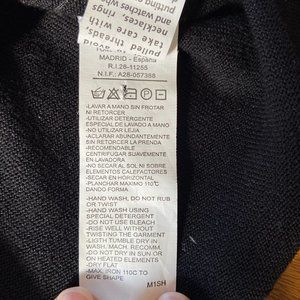 pulled threads,
take care with
necklaces, rings
and watches when
putting
MADRID - España
R.I.28-11255
N.I.F.: A28-057388
-LAVAR A MANO SIN FROTAR
NI RETORCER
-UTILIZAR DETERGENTE
ESPECIAL DE LAVADO A MANO
-NO UTILIZAR LEJIA
-ACLARAR ABUNDANTEMENTE
SIN RETORCER LA PRENDA
-RECOMENDABLE
CENTRIFUGAR SUAVEMENTE
EN LAVADORA
-NO SECAR AL SOL NI SOBRE
ELEMENTOS CALEFACTORES
-SECAR EN HORIZONTAL
-PLANCHAR MAXIMO 110°C
DANDO FORMA
-HAND WASH, DO NOT RUB
OR TWIST
-HAND WASH USING
SPECIAL DETERGENT
-DO NOT USE BLEACH
-RISE WELL WITHOUT
TWISTING THE GARMENT
-LIGTH TUMBLE DRY IN
WASH. MACH. RECOMM.
-DO NOT DRY IN SUN OR
ON HEATED ELEMENTS
-DRY FLAT
-MAX. IRON 110C TO
GIVE SHAPE
M1SH